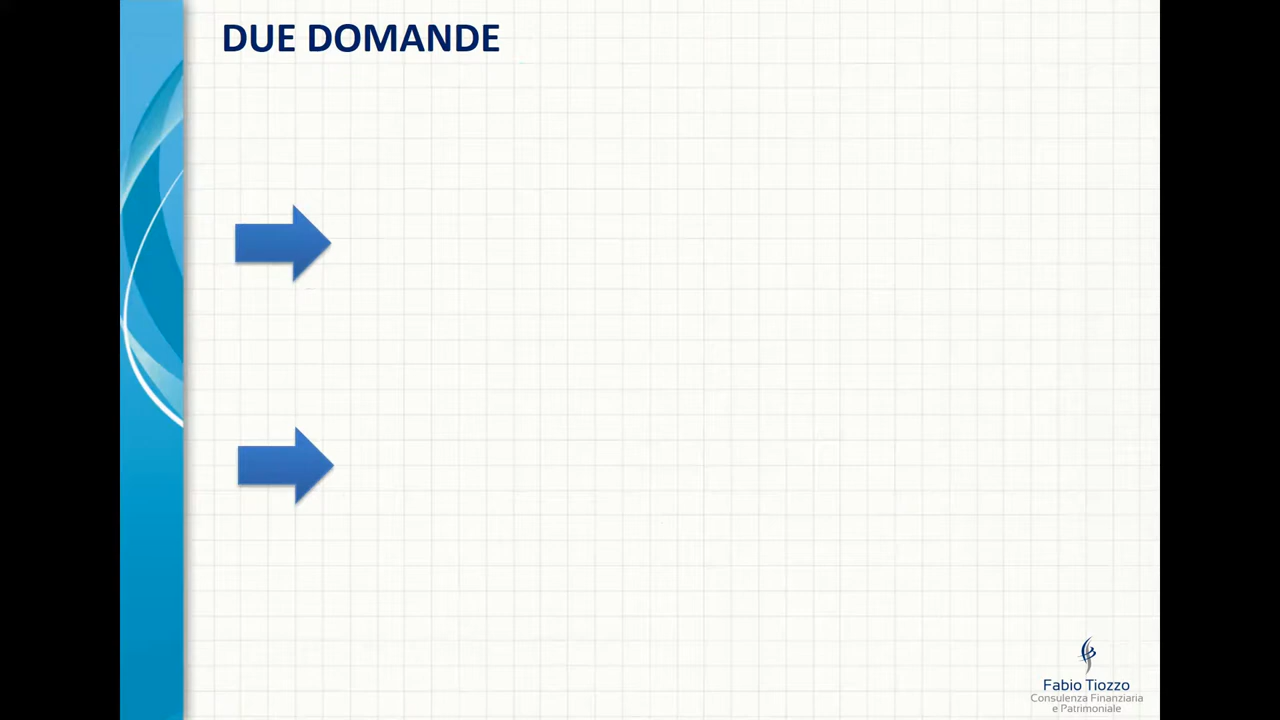 DUE DOMANDE
Fabio Tiozzo
Consulenza Finanziaria
e Patrimoniale